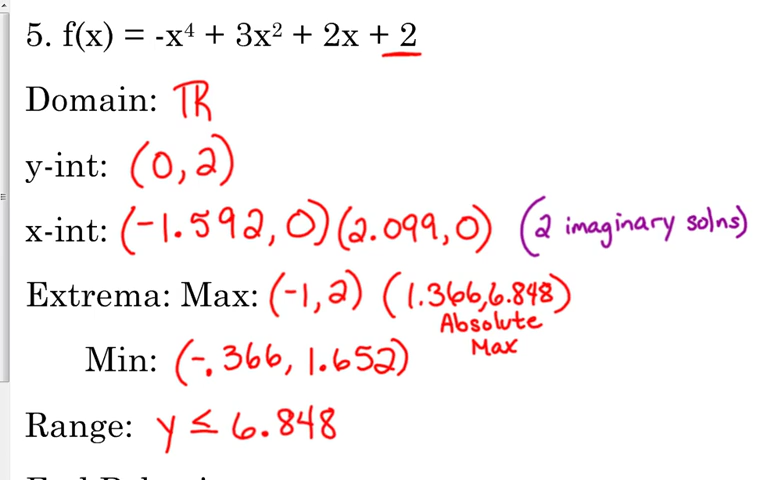 5. f(x) = -x⁴ + 3x² + 2x + 2
Domain: ℝ
y-int: (0, 2)
x-int: (-1.592, 0) (2.099, 0) (2 imaginary solns)
Extrema: Max: (-1, 2) (1.366, 6.848)
Absolute
Max
Min: (-.366, 1.652)
Range: y ≤ 6.848